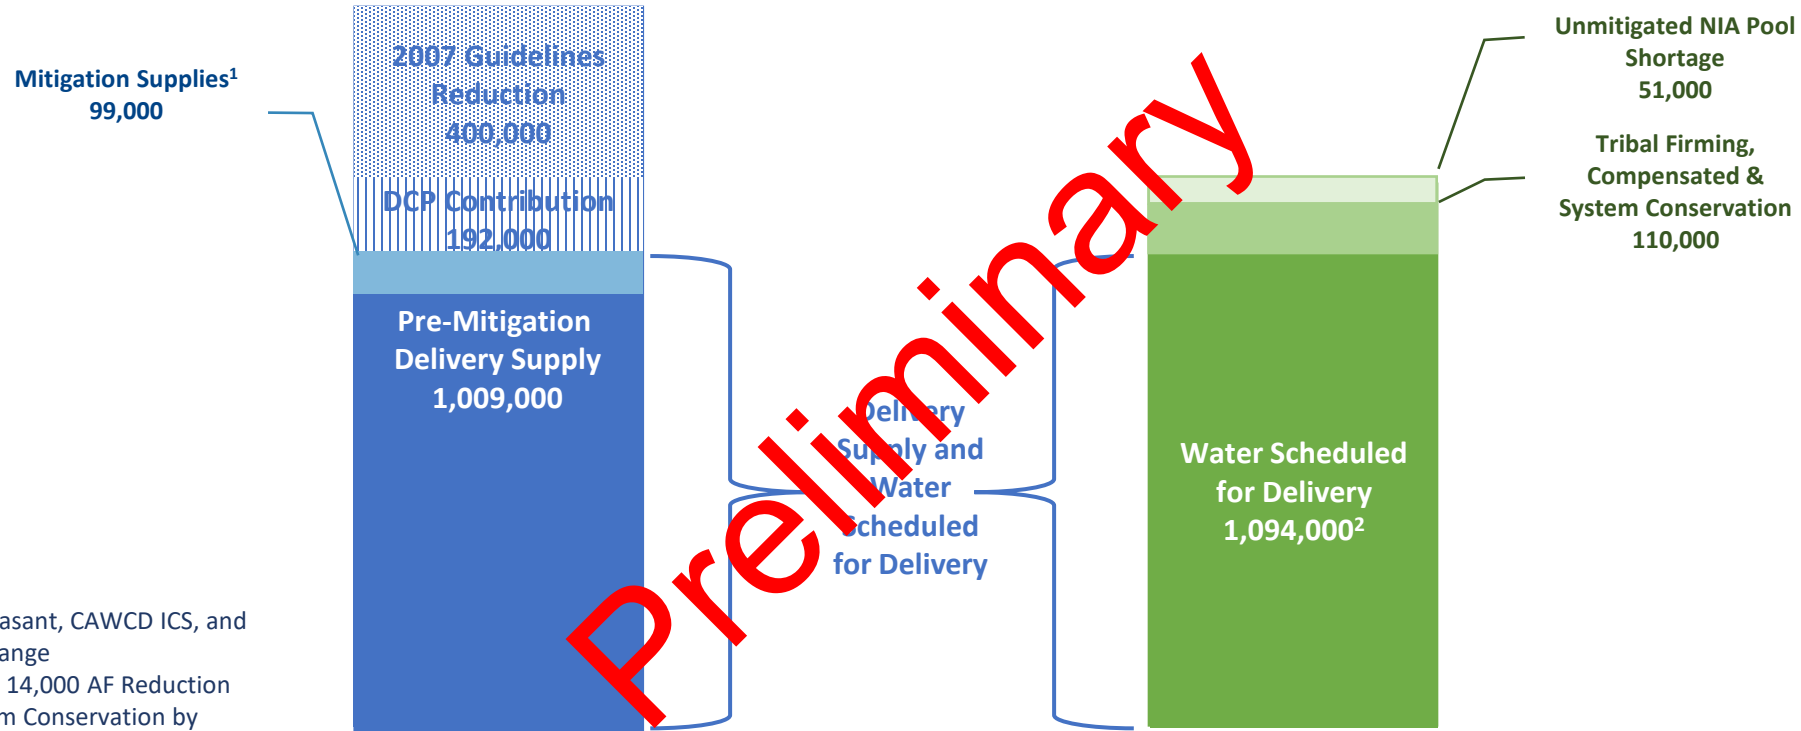 Mitigation Supplies¹
99,000
2007 Guidelines
Reduction
400,000
DCP Contribution
192,000
Pre-Mitigation
Delivery Supply
1,009,000
Delivery
Supply and
Water
Scheduled
for Delivery
Preliminary
Water Scheduled
for Delivery
1,094,000²
Unmitigated NIA Pool
Shortage
51,000
Tribal Firming,
Compensated &
System Conservation
110,000
asant, CAWCD ICS, and
ange
14,000 AF Reduction
m Conservation by